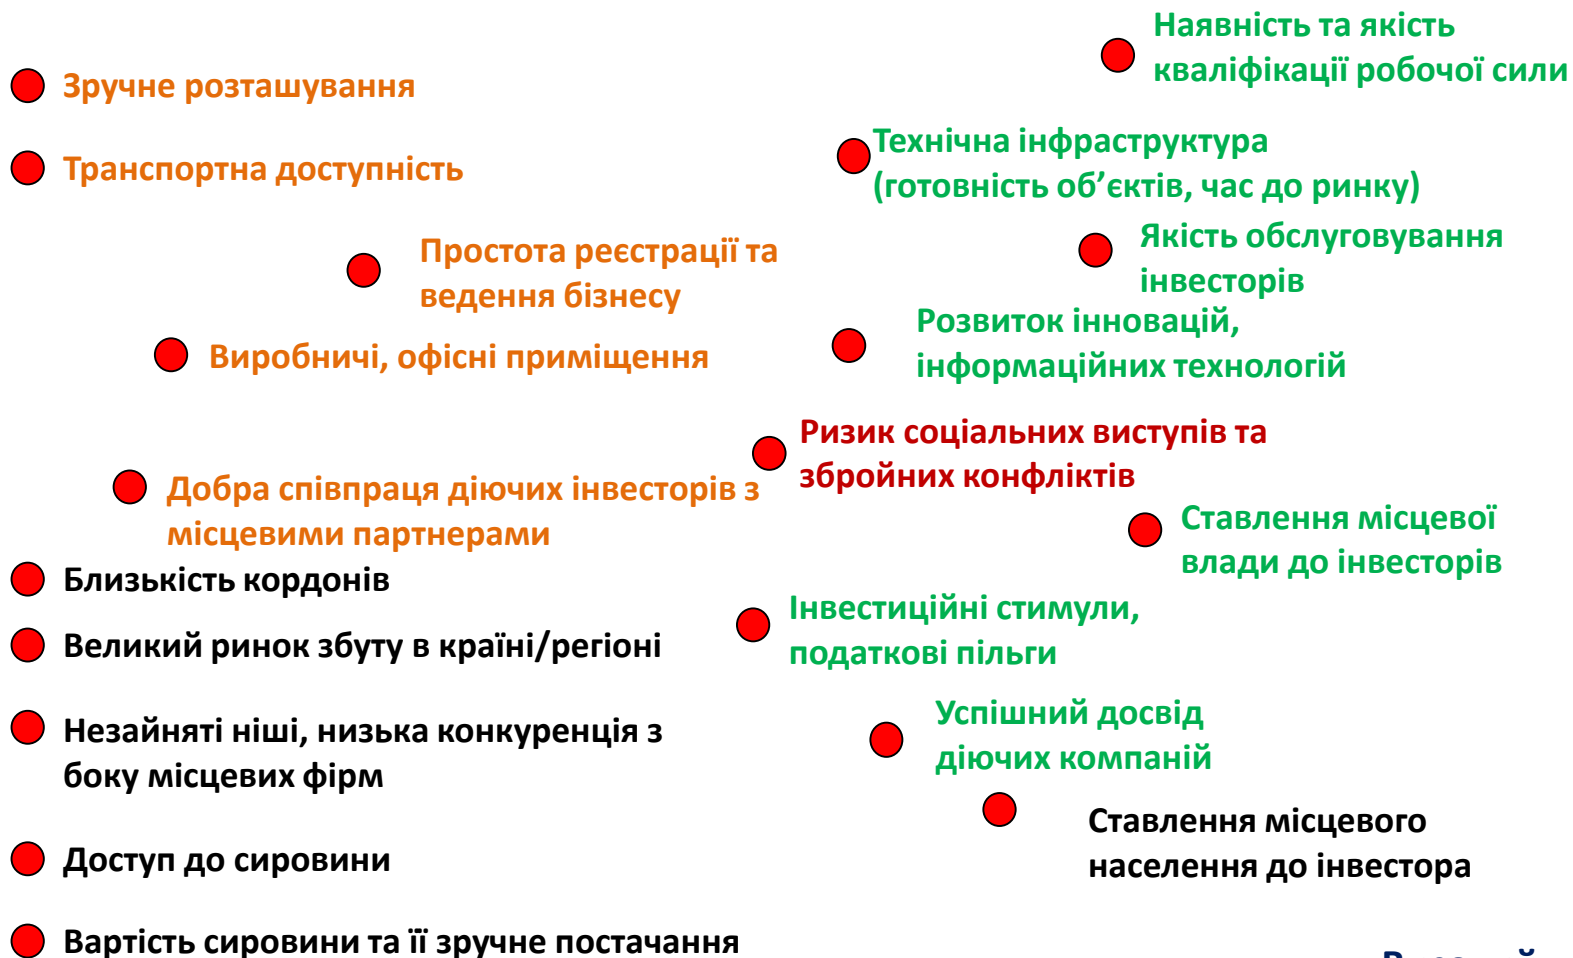 Зручне розташування
Транспортна доступність
Простота реєстрації та
ведення бізнесу
Виробничі, офісні приміщення
Добра співпраця діючих інвесторів з
місцевими партнерами
Близькість кордонів
Великий ринок збуту в країні/регіоні
Незайняті ніші, низька конкуренція з
боку місцевих фірм
Доступ до сировини
Вартість сировини та її зручне постачання
Наявність та якість
кваліфікації робочої сили
Технічна інфраструктура
(готовність об’єктів, час до ринку)
Якість обслуговування
інвесторів
Розвиток інновацій,
інформаційних технологій
Ризик соціальних виступів та
збройних конфліктів
Ставлення місцевої
влади до інвесторів
Інвестиційні стимули,
податкові пільги
Успішний досвід
діючих компаній
Ставлення місцевого
населення до інвестора